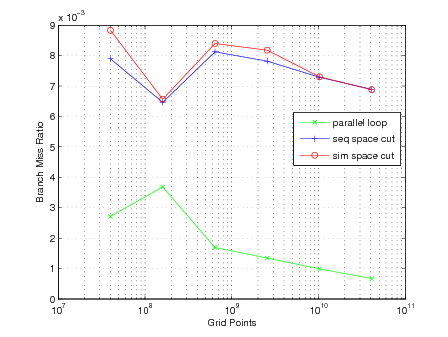 9 x 10⁻³
8
7
6
5
4
3
2
1
0
Branch Miss Ratio
parallel loop
seq space cut
sim space cut
10⁷ 10⁸ 10⁹ 10¹⁰ 10¹¹
Grid Points